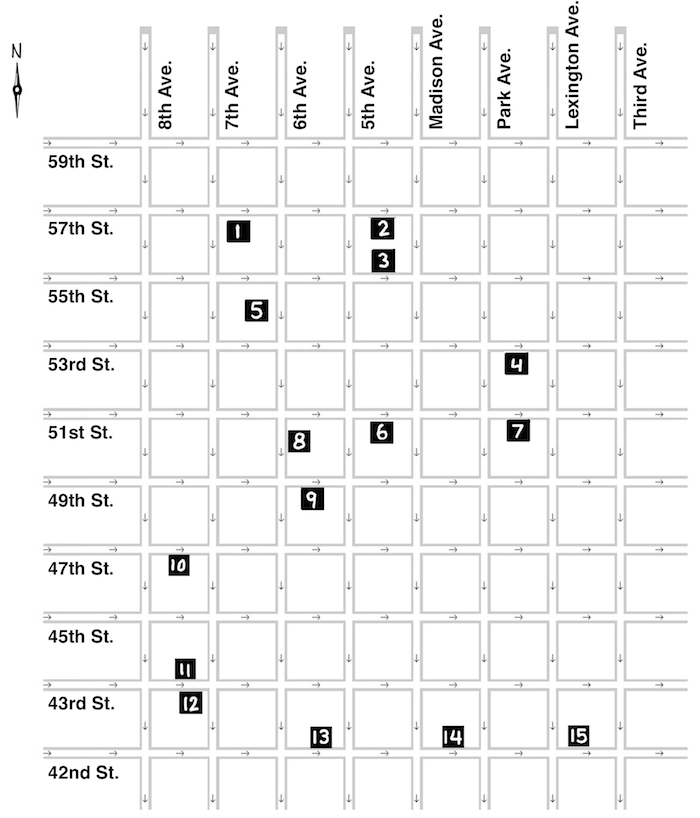 N
8th Ave.
7th Ave.
6th Ave.
5th Ave.
Madison Ave.
Park Ave.
Lexington Ave.
Third Ave.
59th St.
57th St.
1
2
3
55th St.
5
53rd St.
4
51st St.
8
6
7
49th St.
9
47th St.
10
45th St.
11
43rd St.
12
13
14
15
42nd St.